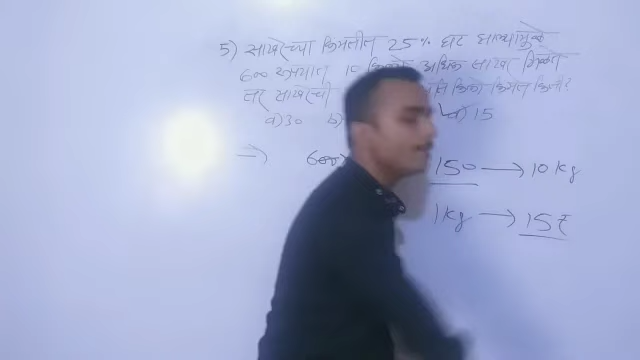 5) साखरेच्या किमतीत 25% घट झाल्यामुळे
600 रुपयात 10 अधिक साखर मिळते
तर साखरेची किलो किंमत किती?
a) 30 b) 15
→ 600 150 → 10 kg
1 kg → 15₹